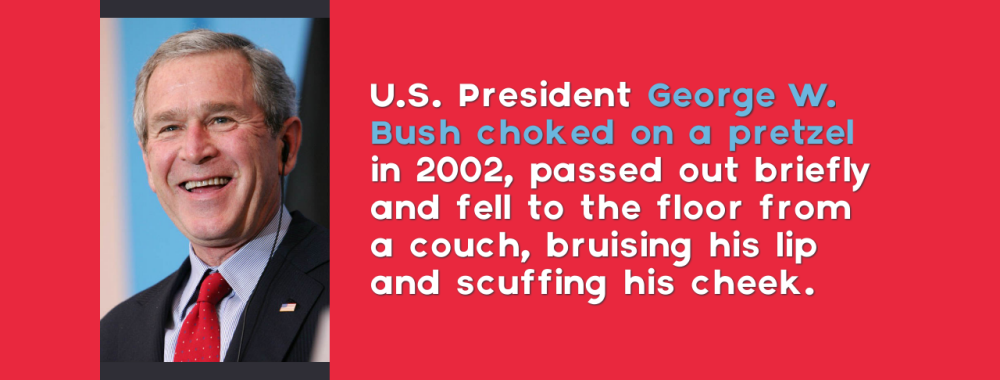 U.S. President George W.
Bush choked on a pretzel
in 2002, passed out briefly
and fell to the floor from
a couch, bruising his lip
and scuffing his cheek.